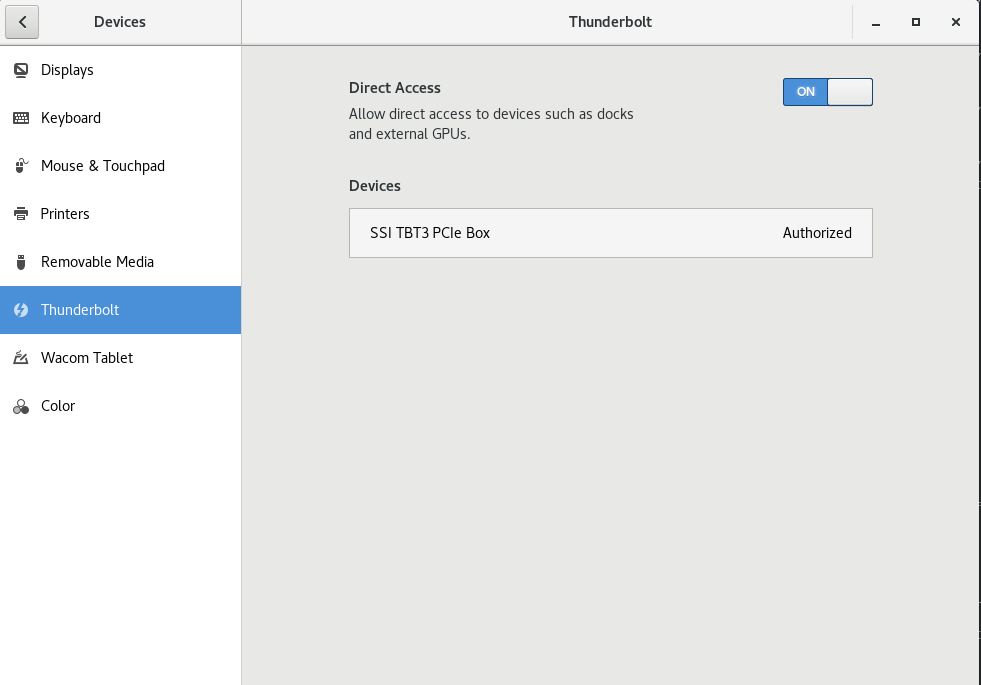 Devices
Thunderbolt
Displays
Keyboard
Mouse & Touchpad
Printers
Removable Media
Thunderbolt
Wacom Tablet
Color
Direct Access
ON
Allow direct access to devices such as docks
and external GPUs.
Devices
SSI TBT3 PCIe Box Authorized